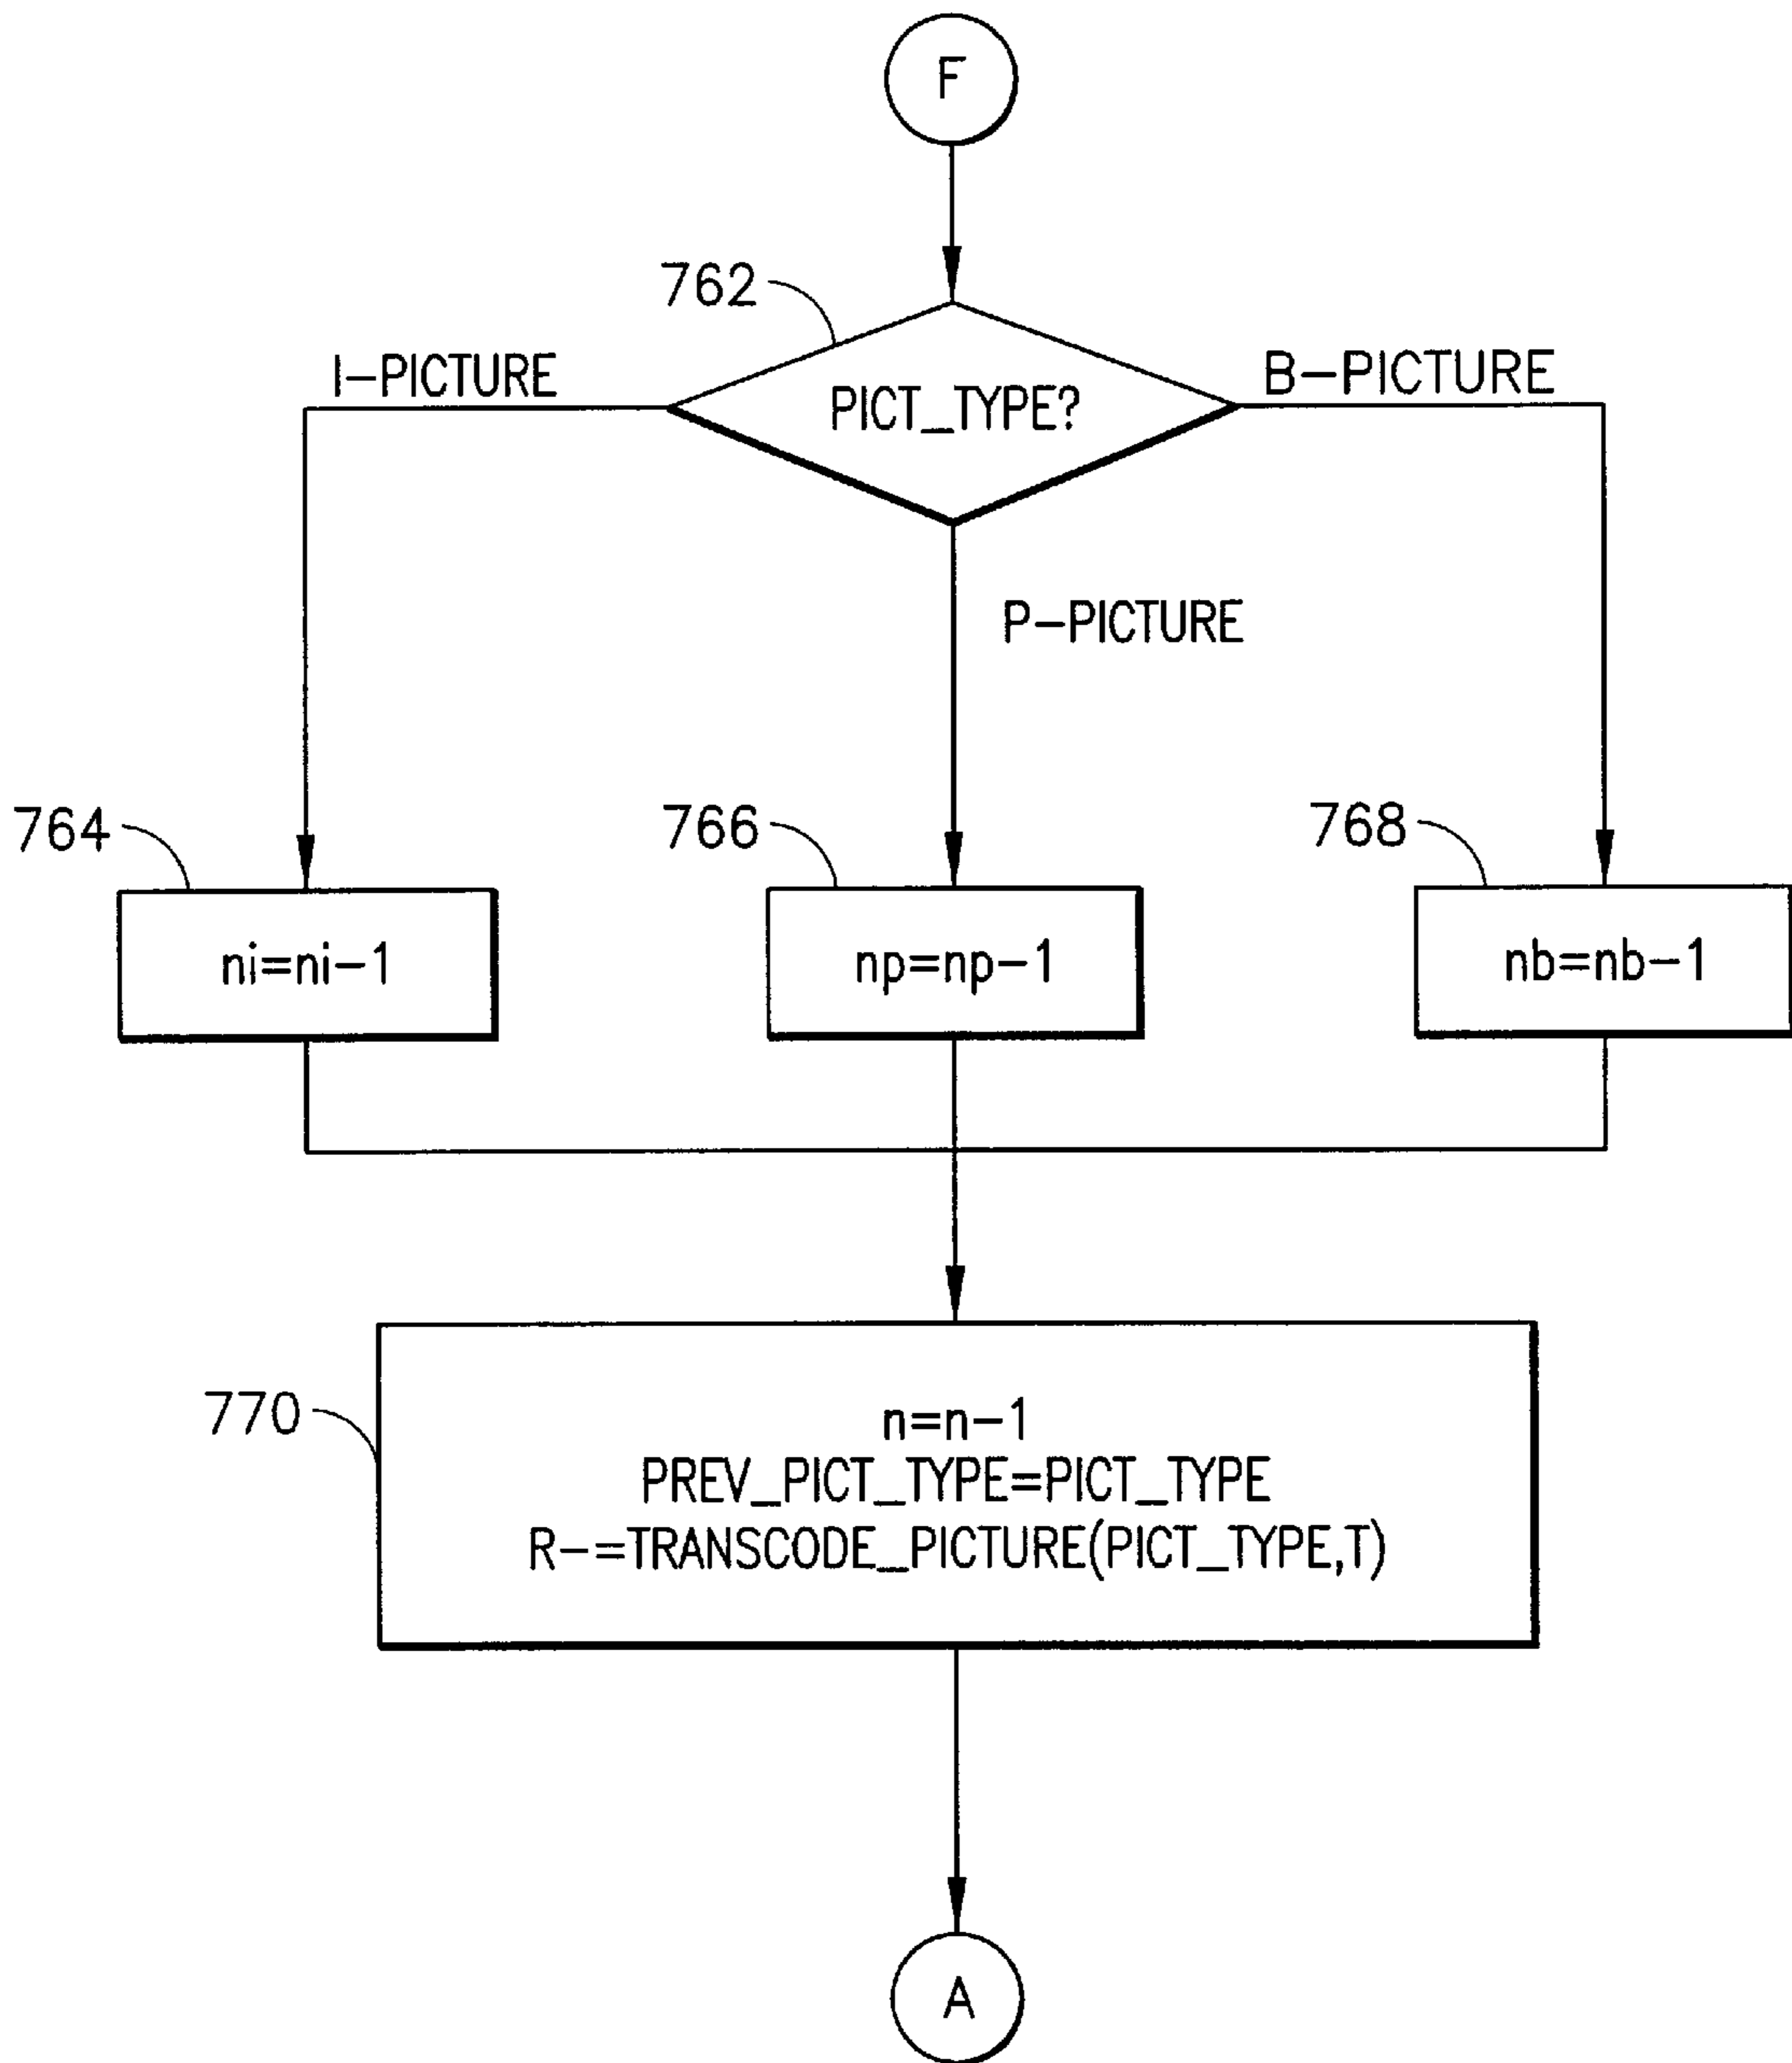 F
762
I-PICTURE
PICT_TYPE?
B-PICTURE
P-PICTURE
764
766
768
ni=ni-1
np=np-1
nb=nb-1
770
n=n-1
PREV_PICT_TYPE=PICT_TYPE
R-=TRANSCODE_PICTURE(PICT_TYPE,T)
A